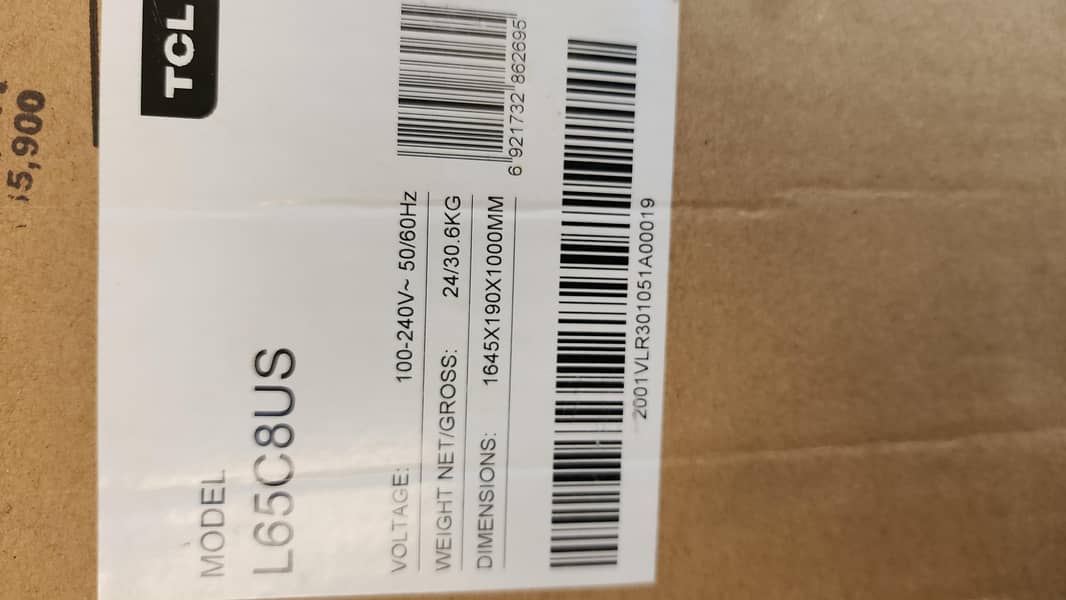 TCL
MODEL
L65C8US
VOLTAGE: 100-240V~ 50/60Hz
WEIGHT NET/GROSS: 24/30.6KG
DIMENSIONS: 1645X190X1000MM
6 921732 862695
2001VLR301051A00019
5,900